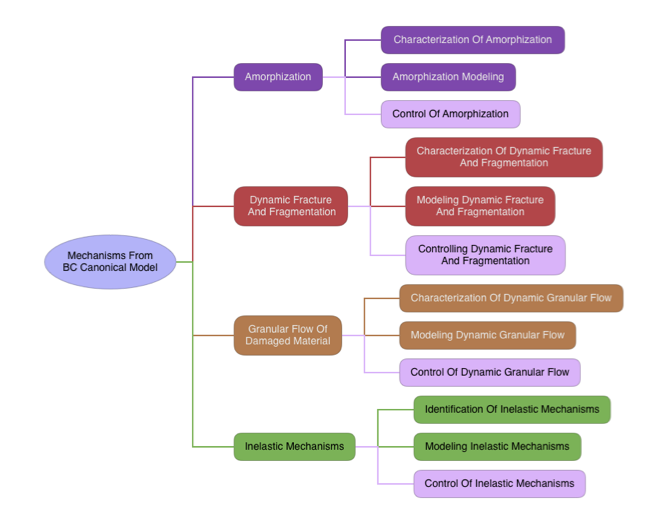 Mechanisms From
BC Canonical Model
Amorphization
Characterization Of Amorphization
Amorphization Modeling
Control Of Amorphization
Dynamic Fracture
And Fragmentation
Characterization Of Dynamic Fracture
And Fragmentation
Modeling Dynamic Fracture
And Fragmentation
Controlling Dynamic Fracture
And Fragmentation
Granular Flow Of
Damaged Material
Characterization Of Dynamic Granular Flow
Modeling Dynamic Granular Flow
Control Of Dynamic Granular Flow
Inelastic Mechanisms
Identification Of Inelastic Mechanisms
Modeling Inelastic Mechanisms
Control Of Inelastic Mechanisms